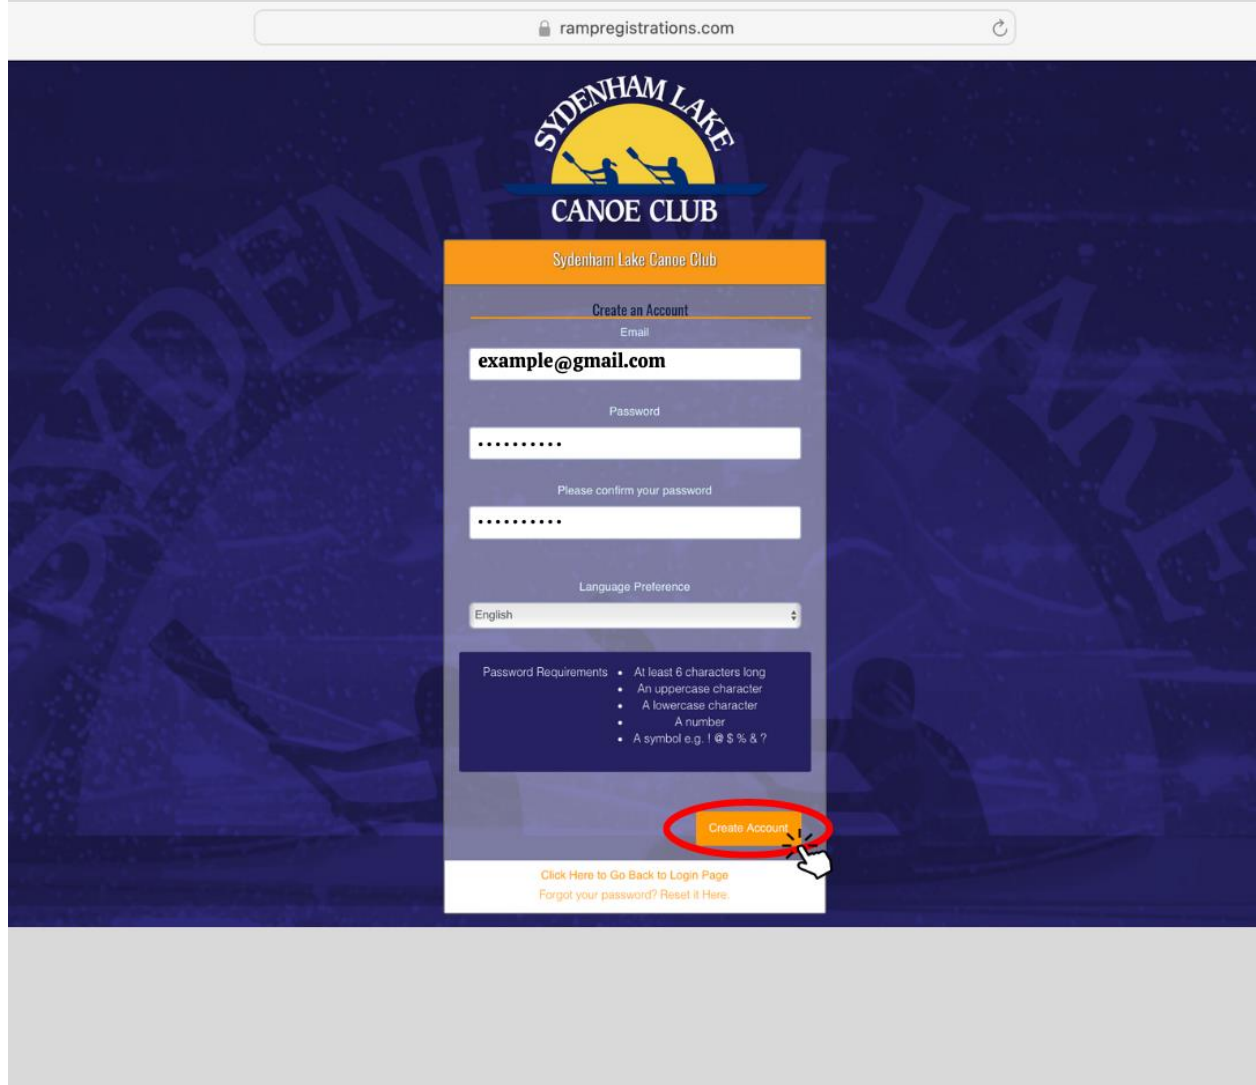 rampregistrations.com
SYDENHAM LAKE
CANOE CLUB
Sydenham Lake Canoe Club
Create an Account
Email
example@gmail.com
Password
••••••••••
Please confirm your password
••••••••••
Language Preference
English
Password Requirements • At least 6 characters long
• An uppercase character
• A lowercase character
• A number
• A symbol e.g. ! @ $ % & ?
Create Account
Click Here to Go Back to Login Page
Forgot your password? Reset it Here.
SYDENHAM LAKE